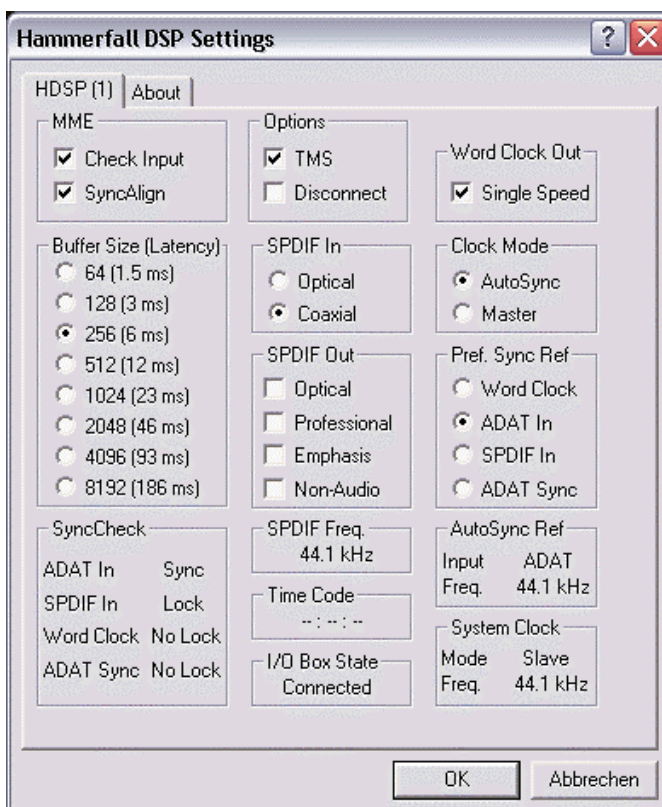 Hammerfall DSP Settings
HDSP (1)
About
MME
Check Input
SyncAlign
Options
TMS
Disconnect
Word Clock Out
Single Speed
Buffer Size (Latency)
64 (1.5 ms)
128 (3 ms)
256 (6 ms)
512 (12 ms)
1024 (23 ms)
2048 (46 ms)
4096 (93 ms)
8192 (186 ms)
SPDIF In
Optical
Coaxial
Clock Mode
AutoSync
Master
SPDIF Out
Optical
Professional
Emphasis
Non-Audio
Pref. Sync Ref
Word Clock
ADAT In
SPDIF In
ADAT Sync
SyncCheck
ADAT In Sync
SPDIF In Lock
Word Clock No Lock
ADAT Sync No Lock
SPDIF Freq.
44.1 kHz
Time Code
-- : -- : --
I/O Box State
Connected
AutoSync Ref
Input ADAT
Freq. 44.1 kHz
System Clock
Mode Slave
Freq. 44.1 kHz
OK
Abbrechen